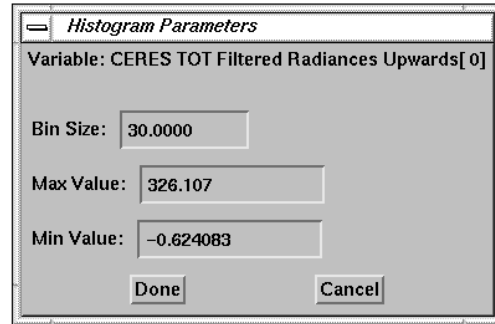 Histogram Parameters
Variable: CERES TOT Filtered Radiances Upwards[ 0]
Bin Size: 30.0000
Max Value: 326.107
Min Value: -0.624083
Done Cancel